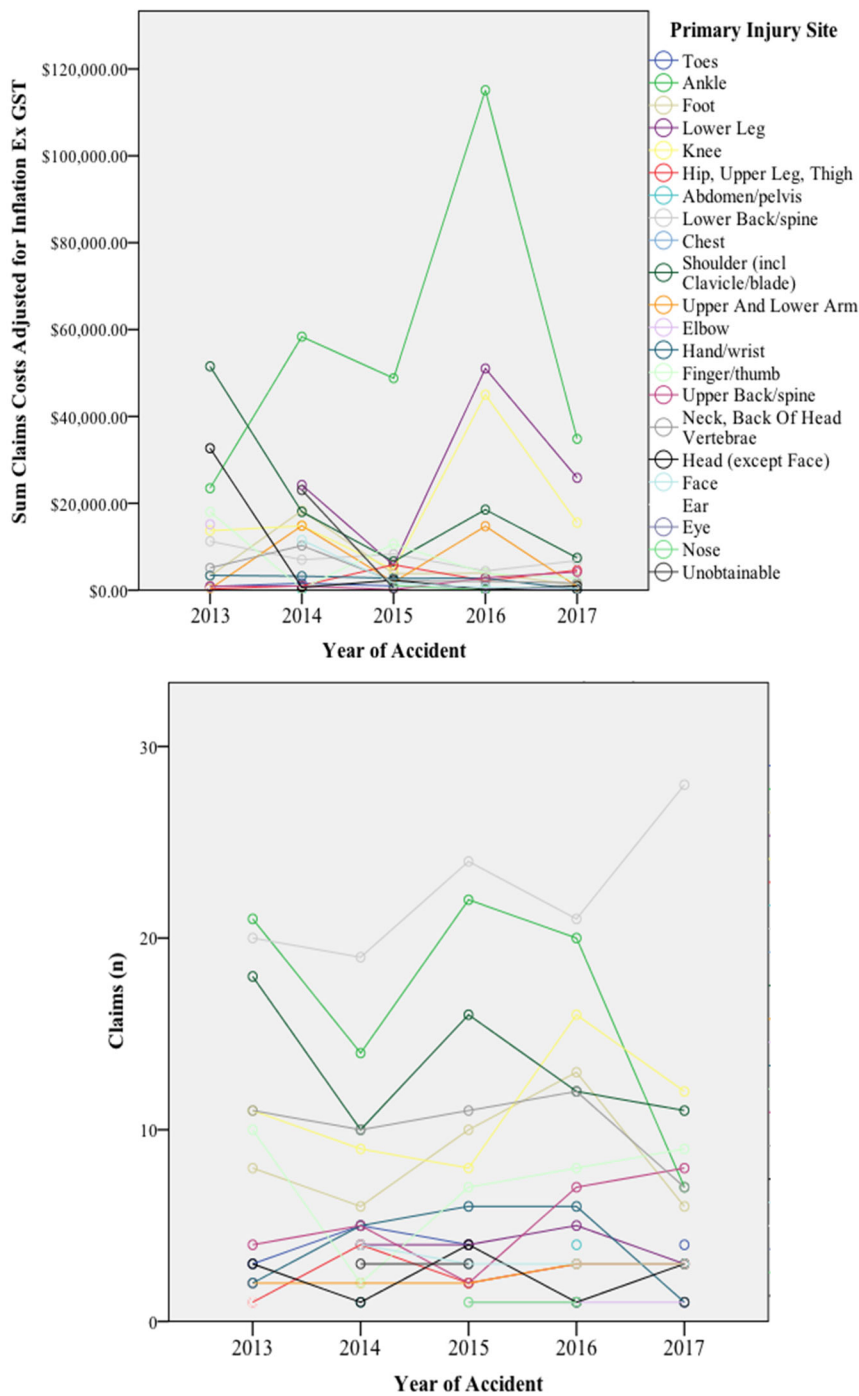 Primary Injury Site
Toes
Ankle
Foot
Lower Leg
Knee
Hip, Upper Leg, Thigh
Abdomen/pelvis
Lower Back/spine
Chest
Shoulder (incl
Clavicle/blade)
Upper And Lower Arm
Elbow
Hand/wrist
Finger/thumb
Upper Back/spine
Neck, Back Of Head
Vertebrae
Head (except Face)
Face
Ear
Eye
Nose
Unobtainable
Sum Claims Costs Adjusted for Inflation Ex GST
$120,000.00
$100,000.00
$80,000.00
$60,000.00
$40,000.00
$20,000.00
$0.00
2013 2014 2015 2016 2017
Year of Accident
Claims (n)
30
20
10
0
2013 2014 2015 2016 2017
Year of Accident